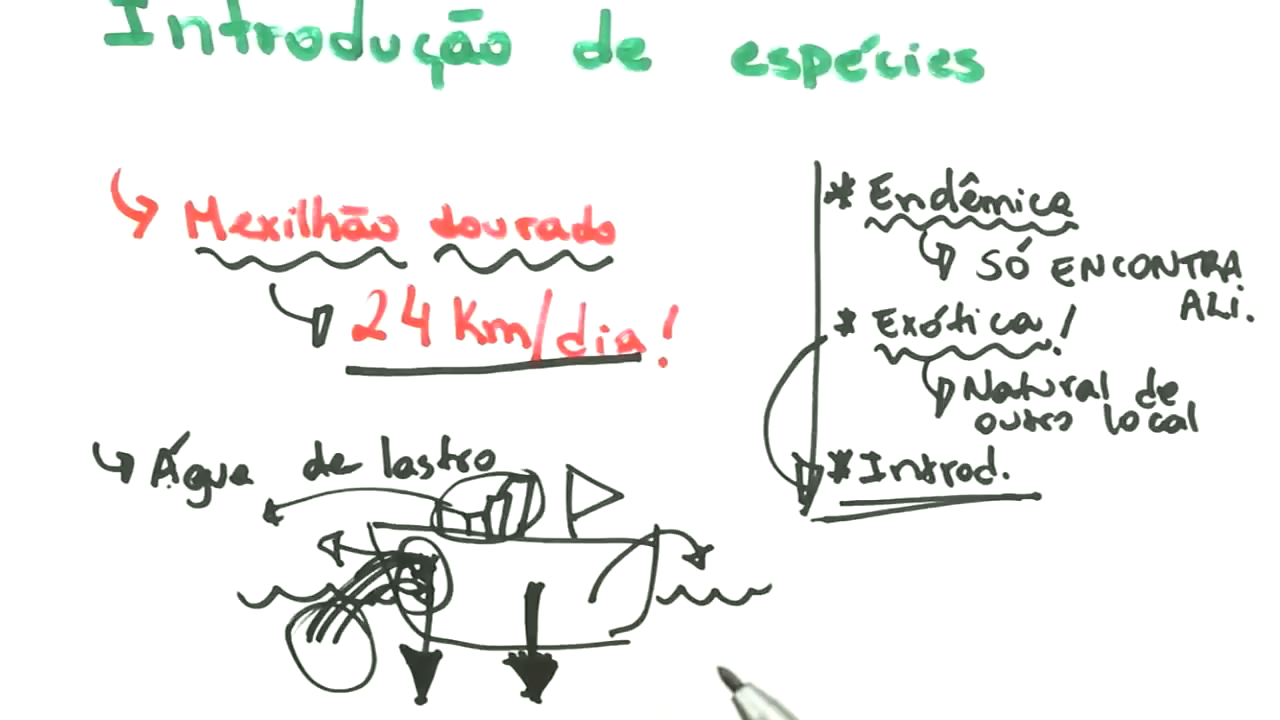 Introdução de espécies
Mexilhão dourado
24 Km/dia!
Água de lastro
* Endêmica
SÓ ENCONTRA
ALI.
* Exótica!
Natural de
outro local
* Introd.